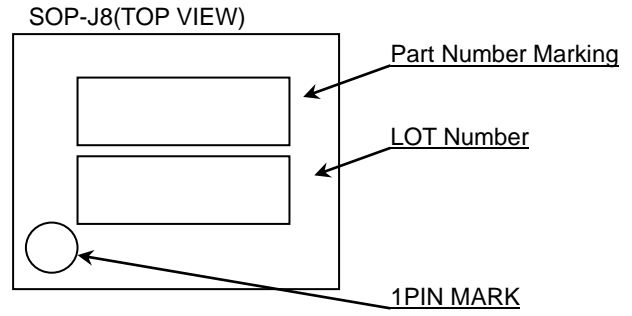 SOP-J8(TOP VIEW)
Part Number Marking
LOT Number
1PIN MARK